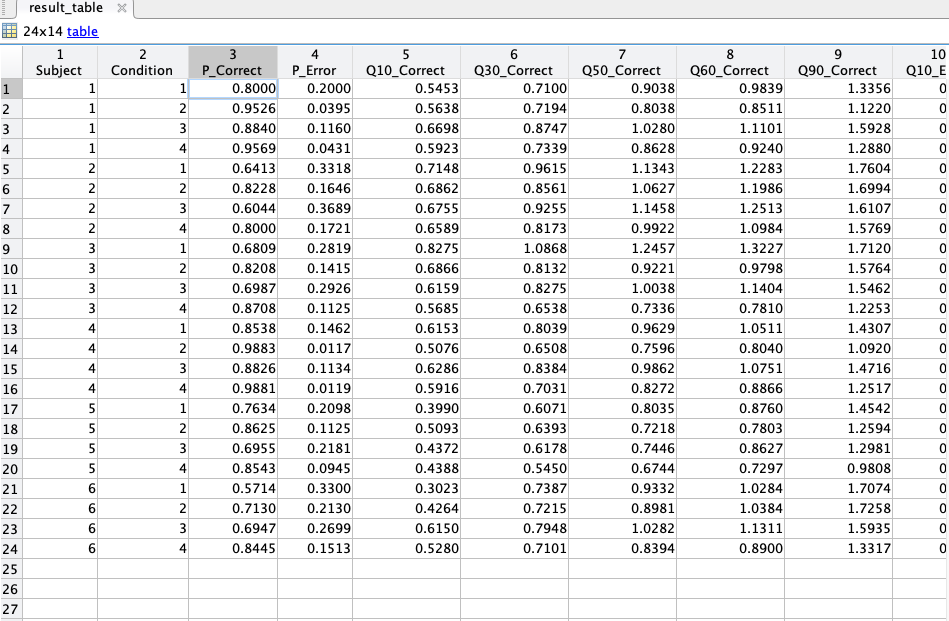 result_table
24x14 table
1 2 3 4 5 6 7 8 9 10
Subject Condition P_Correct P_Error Q10_Correct Q30_Correct Q50_Correct Q60_Correct Q90_Correct Q10_E
1 1 1 0.8000 0.2000 0.5453 0.7100 0.9038 0.9839 1.3356 0
2 1 2 0.9526 0.0395 0.5638 0.7194 0.8038 0.8511 1.1220 0
3 1 3 0.8840 0.1160 0.6698 0.8747 1.0280 1.1101 1.5928 0
4 1 4 0.9569 0.0431 0.5923 0.7339 0.8628 0.9240 1.2880 0
5 2 1 0.6413 0.3318 0.7148 0.9615 1.1343 1.2283 1.7604 0
6 2 2 0.8228 0.1646 0.6862 0.8561 1.0627 1.1986 1.6994 0
7 2 3 0.6044 0.3689 0.6755 0.9255 1.1458 1.2513 1.6107 0
8 2 4 0.8000 0.1721 0.6589 0.8173 0.9922 1.0984 1.5769 0
9 3 1 0.6809 0.2819 0.8275 1.0868 1.2457 1.3227 1.7120 0
10 3 2 0.8208 0.1415 0.6866 0.8132 0.9221 0.9798 1.5764 0
11 3 3 0.6987 0.2926 0.6159 0.8275 1.0038 1.1404 1.5462 0
12 3 4 0.8708 0.1125 0.5685 0.6538 0.7336 0.7810 1.2253 0
13 4 1 0.8538 0.1462 0.6153 0.8039 0.9629 1.0511 1.4307 0
14 4 2 0.9883 0.0117 0.5076 0.6508 0.7596 0.8040 1.0920 0
15 4 3 0.8826 0.1134 0.6286 0.8384 0.9862 1.0751 1.4716 0
16 4 4 0.9881 0.0119 0.5916 0.7031 0.8272 0.8866 1.2517 0
17 5 1 0.7634 0.2098 0.3990 0.6071 0.8035 0.8760 1.4542 0
18 5 2 0.8625 0.1125 0.5093 0.6393 0.7218 0.7803 1.2594 0
19 5 3 0.6955 0.2181 0.4372 0.6178 0.7446 0.8627 1.2981 0
20 5 4 0.8543 0.0945 0.4388 0.5450 0.6744 0.7297 0.9808 0
21 6 1 0.5714 0.3300 0.3023 0.7387 0.9332 1.0284 1.7074 0
22 6 2 0.7130 0.2130 0.4264 0.7215 0.8981 1.0384 1.7258 0
23 6 3 0.6947 0.2699 0.6150 0.7948 1.0282 1.1311 1.5935 0
24 6 4 0.8445 0.1513 0.5280 0.7101 0.8394 0.8900 1.3317 0
25
26
27